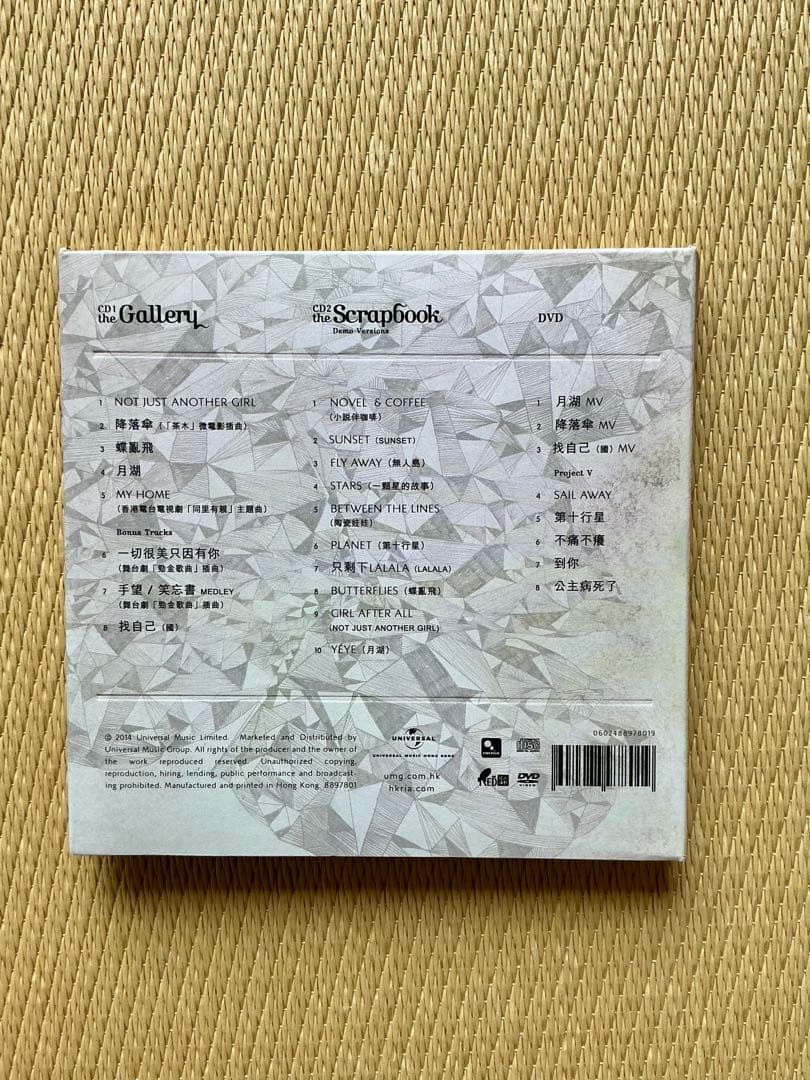 CD1
the Gallery
1 NOT JUST ANOTHER GIRL
2 降落傘 (「茶木」微電影插曲)
3 蝶亂飛
4 月湖
5 MY HOME
(香港電台電視劇「同里有親」主題曲)
Bonus Tracks
6 一切很美只因有你
(舞台劇「勁金歌曲」插曲)
7 手望 / 笑忘書 MEDLEY
(舞台劇「勁金歌曲」插曲)
8 找自己 (國)
CD2
the Scrapbook
Demo Versions
1 NOVEL & COFFEE
(小説伴咖啡)
2 SUNSET (SUNSET)
3 FLY AWAY (無人島)
4 STARS (一顆星的故事)
5 BETWEEN THE LINES
(陶瓷娃娃)
6 PLANET (第十行星)
7 只剩下LALALA (LALALA)
8 BUTTERFLIES (蝶亂飛)
9 GIRL AFTER ALL
(NOT JUST ANOTHER GIRL)
10 YÉYE (月湖)
DVD
1 月湖 MV
2 降落傘 MV
3 找自己 (國) MV
Project V
4 SAIL AWAY
5 第十行星
6 不痛不癢
7 到你
8 公主病死了
℗ 2014 Universal Music Limited. Marketed and Distributed by
Universal Music Group. All rights of the producer and the owner of
the work reproduced reserved. Unauthorized copying,
reproduction, hiring, lending, public performance and broadcast-
ing prohibited. Manufactured and printed in Hong Kong. 8897801
UNIVERSAL
UNIVERSAL MUSIC HONG KONG
umg.com.hk
hkria.com
DVD
VIDEO
0602488978019